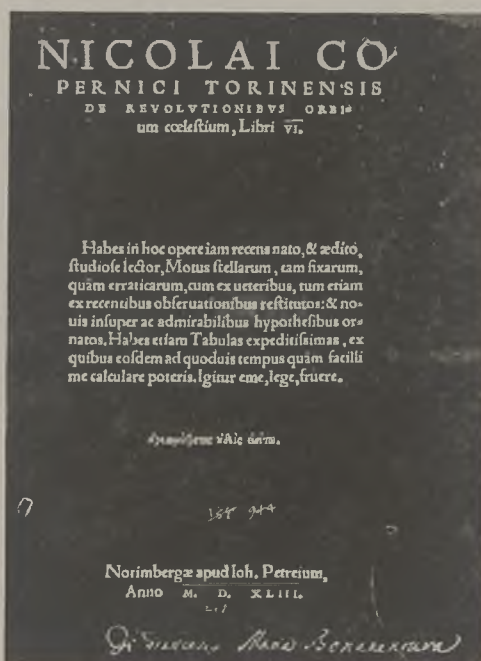 NICOLAI CO
PERNICI TORINENSIS
DE REVOLVTIONIBVS ORBI=
um cœlestium, Libri VI.
Habes in hoc opere iam recens nato, & ædito,
studiose lector, Motus stellarum, tam fixarum,
quàm erraticarum, cum ex ueteribus, tum etiam
ex recentibus obseruationibus restitutos: & no-
uis insuper ac admirabilibus hypothesibus or=
natos. Habes etiam Tabulas expeditissimas, ex
quibus eosdem ad quoduis tempus quàm facilli
me calculare poteris. Igitur eme, lege, fruere.
Norimbergæ apud Ioh. Petreium,
Anno M. D. XLIII.
Maria Bonauentura